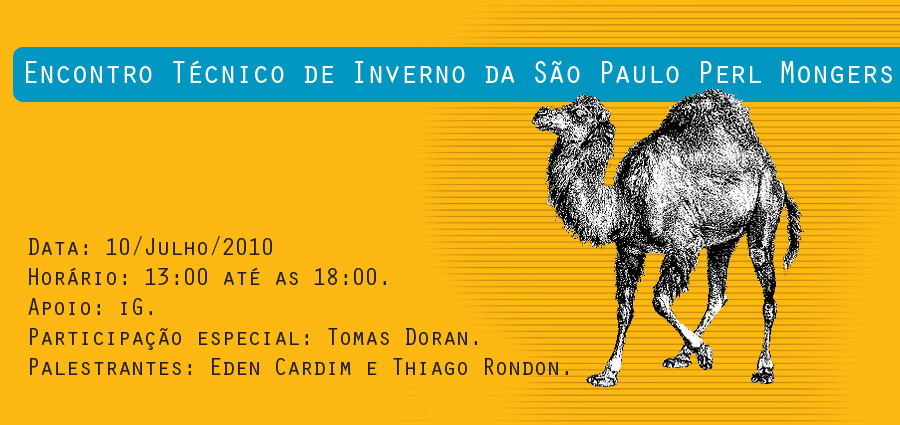 Encontro Técnico de Inverno da São Paulo Perl Mongers
Data: 10/Julho/2010
Horário: 13:00 até as 18:00.
Apoio: iG.
Participação especial: Tomas Doran.
Palestrantes: Eden Cardim e Thiago Rondon.